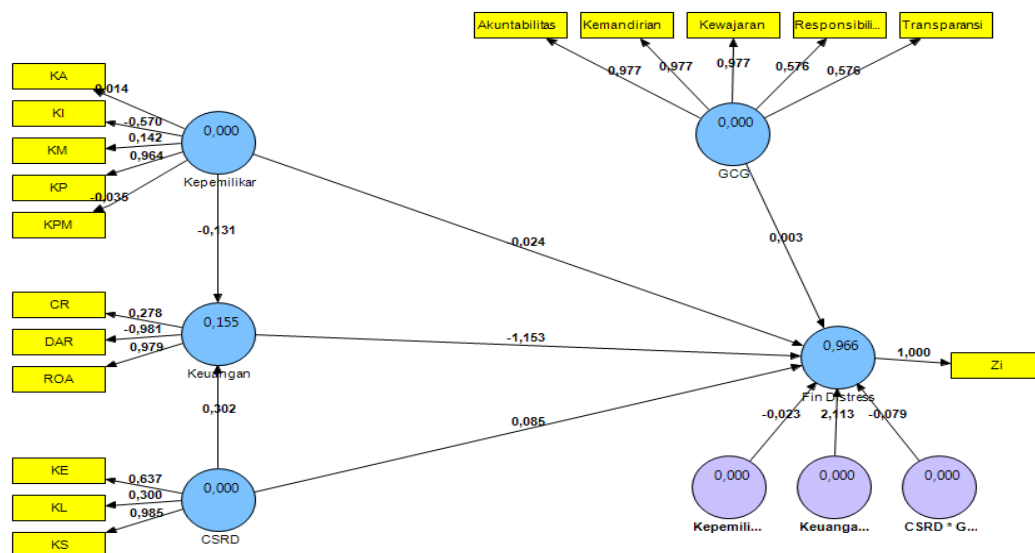 Akuntabilitas
Kemandirian
Kewajaran
Responsibili...
Transparansi
0,977
0,977
0,977
0,576
0,576
0,000
GCG
KA
KI
KM
KP
KPM
0,014
-0,570
0,142
0,964
-0,035
0,000
Kepemilikar
-0,131
0,024
0,003
CR
DAR
ROA
0,278
-0,981
0,979
0,155
Keuangan
-1,153
0,966
Fin Distress
1,000
Zi
0,302
0,085
-0,023
2,113
-0,079
KE
KL
KS
0,637
0,300
0,985
0,000
CSRD
0,000
Kepemili...
0,000
Keuanga...
0,000
CSRD * G...